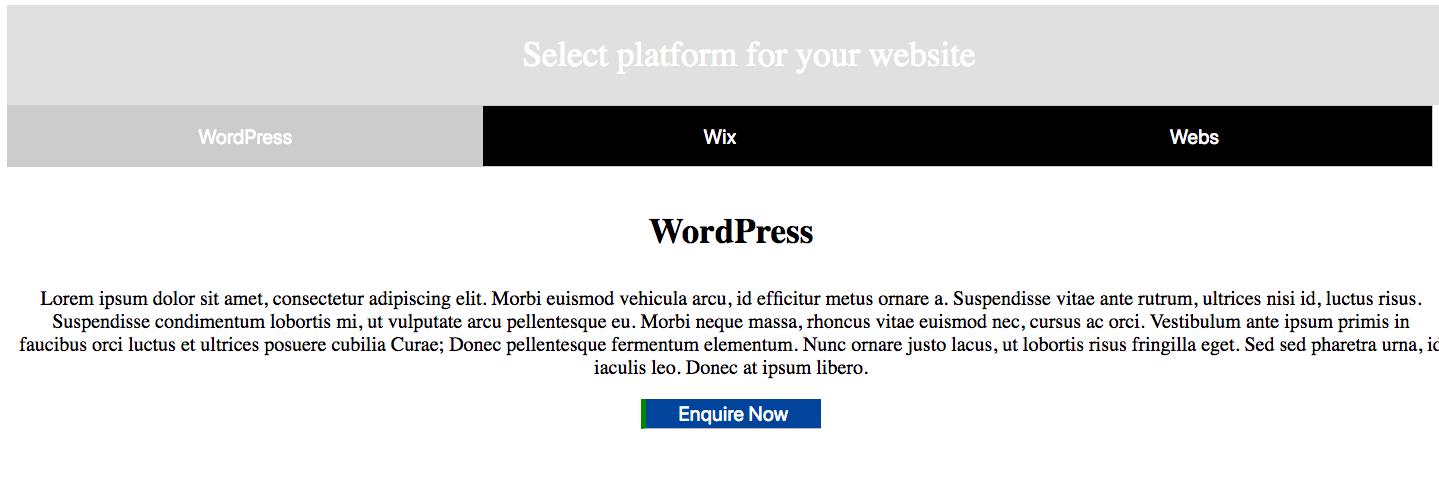 Select platform for your website
WordPress
Wix
Webs
WordPress
Lorem ipsum dolor sit amet, consectetur adipiscing elit. Morbi euismod vehicula arcu, id efficitur metus ornare a. Suspendisse vitae ante rutrum, ultrices nisi id, luctus risus.
Suspendisse condimentum lobortis mi, ut vulputate arcu pellentesque eu. Morbi neque massa, rhoncus vitae euismod nec, cursus ac orci. Vestibulum ante ipsum primis in
faucibus orci luctus et ultrices posuere cubilia Curae; Donec pellentesque fermentum elementum. Nunc ornare justo lacus, ut lobortis risus fringilla eget. Sed sed pharetra urna, id
iaculis leo. Donec at ipsum libero.
Enquire Now